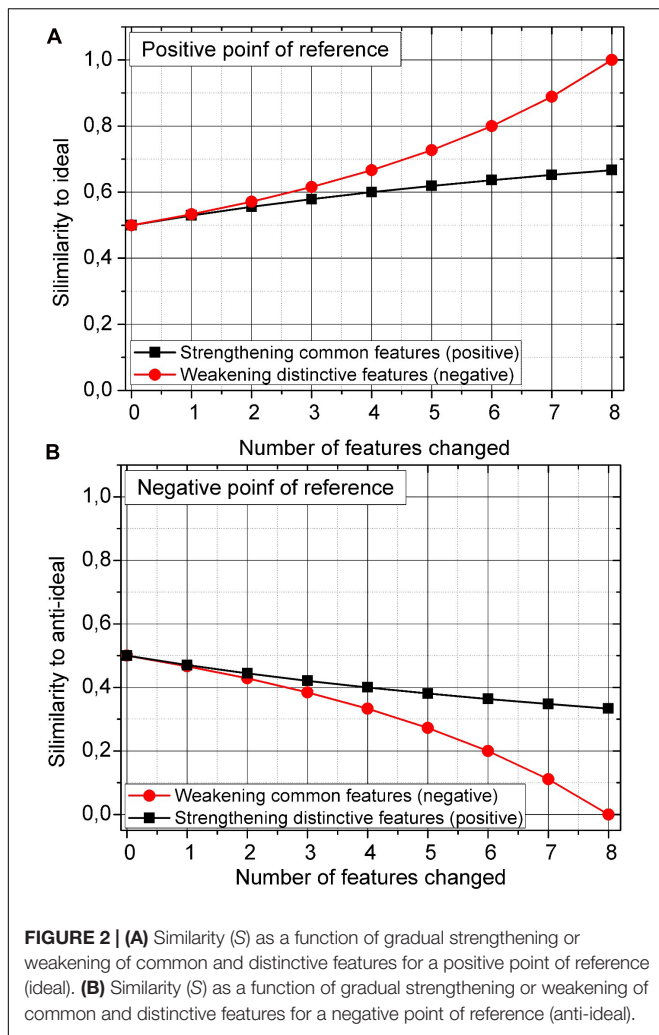 A
Positive poinf of reference
1,0
0,8
0,6
0,4
0,2
0,0
Silimilarity to ideal
Strengthening common features (positive)
Weakening distinctive features (negative)
0 1 2 3 4 5 6 7 8
Number of features changed
B
Negative poinf of reference
1,0
0,8
0,6
0,4
0,2
0,0
Silimilarity to anti-ideal
Weakening common features (negative)
Strengthening distinctive features (positive)
0 1 2 3 4 5 6 7 8
Number of features changed
FIGURE 2 | (A) Similarity (S) as a function of gradual strengthening or
weakening of common and distinctive features for a positive point of reference
(ideal). (B) Similarity (S) as a function of gradual strengthening or weakening of
common and distinctive features for a negative point of reference (anti-ideal).